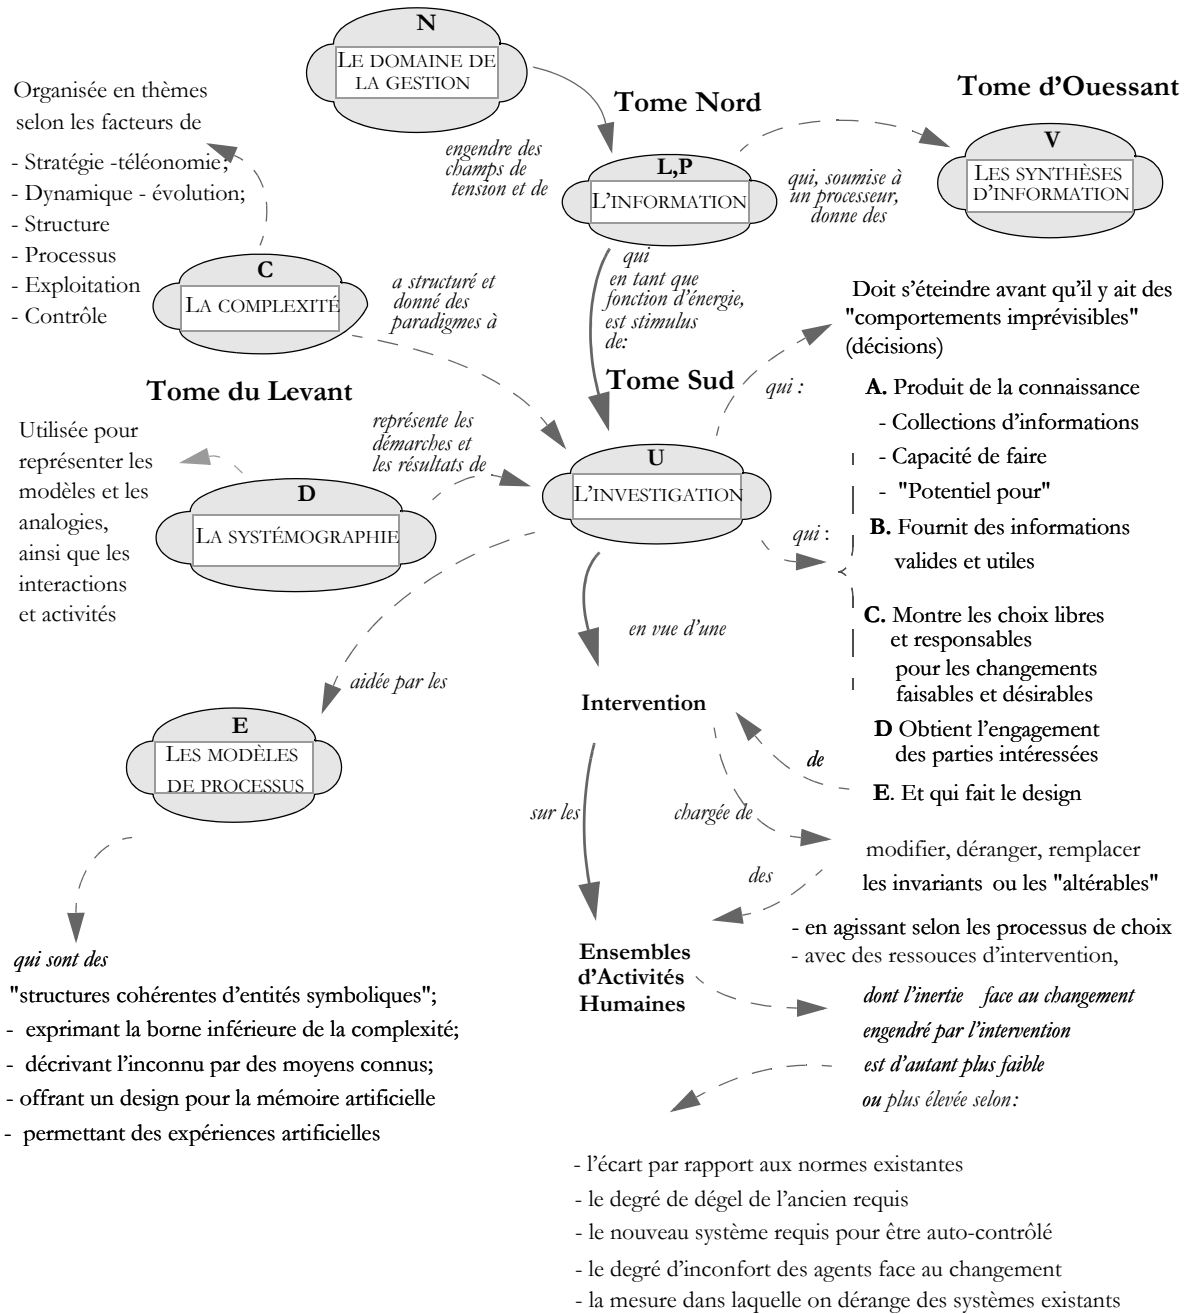 N
LE DOMAINE DE
LA GESTION
Organisée en thèmes
selon les facteurs de
- Stratégie -téléonomie;
- Dynamique - évolution;
- Structure
- Processus
- Exploitation
- Contrôle
engendre des
champs de
tension et de
Tome Nord
L,P
L'INFORMATION
qui, soumise à
un processeur,
donne des
Tome d'Ouessant
V
LES SYNTHÈSES
D'INFORMATION
C
LA COMPLEXITÉ
a structuré et
donné des
paradigmes à
qui
en tant que
fonction d'énergie,
est stimulus
de:
Doit s'éteindre avant qu'il y ait des
"comportements imprévisibles"
(décisions)
Tome du Levant
Tome Sud
qui :
Utilisée pour
représenter les
modèles et les
analogies,
ainsi que les
interactions
et activités
représente les
démarches et
les résultats de
D
LA SYSTÉMOGRAPHIE
U
L'INVESTIGATION
qui :
A. Produit de la connaissance
- Collections d'informations
- Capacité de faire
- "Potentiel pour"
B. Fournit des informations
valides et utiles
C. Montre les choix libres
et responsables
pour les changements
faisables et désirables
D Obtient l'engagement
des parties intéressées
E. Et qui fait le design
en vue d'une
aidée par les
Intervention
E
LES MODÈLES
DE PROCESSUS
de
sur les
chargée de
modifier, déranger, remplacer
les invariants ou les "altérables"
des
- en agissant selon les processus de choix
- avec des ressouces d'intervention,
Ensembles
d'Activités
Humaines
dont l'inertie face au changement
engendré par l'intervention
est d'autant plus faible
ou plus élevée selon:
qui sont des
"structures cohérentes d'entités symboliques";
- exprimant la borne inférieure de la complexité;
- décrivant l'inconnu par des moyens connus;
- offrant un design pour la mémoire artificielle
- permettant des expériences artificielles
- l'écart par rapport aux normes existantes
- le degré de dégel de l'ancien requis
- le nouveau système requis pour être auto-contrôlé
- le degré d'inconfort des agents face au changement
- la mesure dans laquelle on dérange des systèmes existants